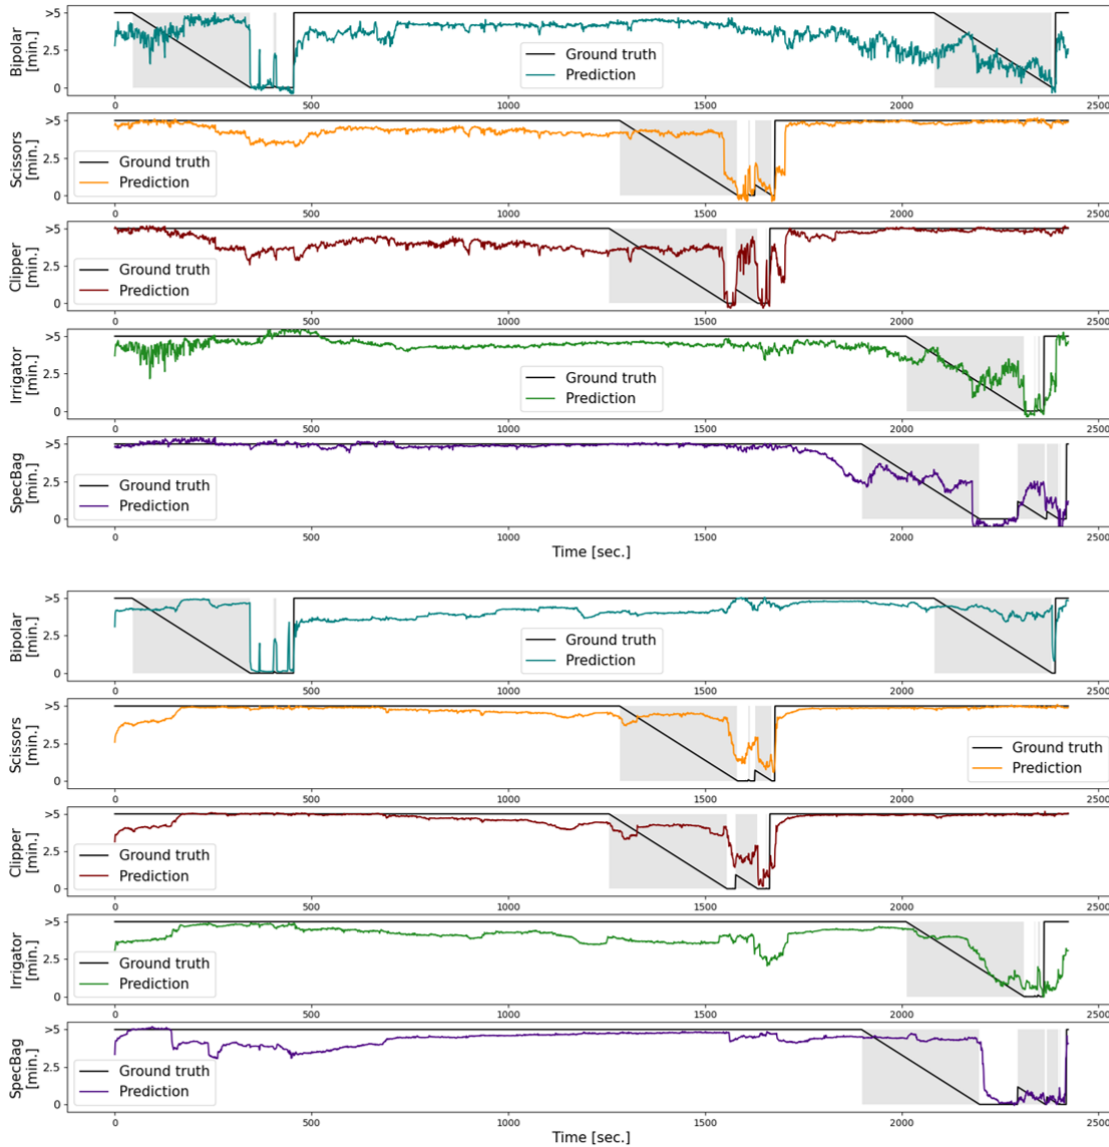 Bipolar
[min.]
>5
2.5
0
Ground truth
Prediction
0 500 1000 1500 2000 2500
Scissors
[min.]
>5
2.5
0
Ground truth
Prediction
0 500 1000 1500 2000 2500
Clipper
[min.]
>5
2.5
0
Ground truth
Prediction
0 500 1000 1500 2000 2500
Irrigator
[min.]
>5
2.5
0
Ground truth
Prediction
0 500 1000 1500 2000 2500
SpecBag
[min.]
>5
2.5
0
Ground truth
Prediction
0 500 1000 1500 2000 2500
Time [sec.]
Bipolar
[min.]
>5
2.5
0
Ground truth
Prediction
0 500 1000 1500 2000 2500
Scissors
[min.]
>5
2.5
0
Ground truth
Prediction
0 500 1000 1500 2000 2500
Clipper
[min.]
>5
2.5
0
Ground truth
Prediction
0 500 1000 1500 2000 2500
Irrigator
[min.]
>5
2.5
0
Ground truth
Prediction
0 500 1000 1500 2000 2500
SpecBag
[min.]
>5
2.5
0
Ground truth
Prediction
0 500 1000 1500 2000 2500
Time [sec.]